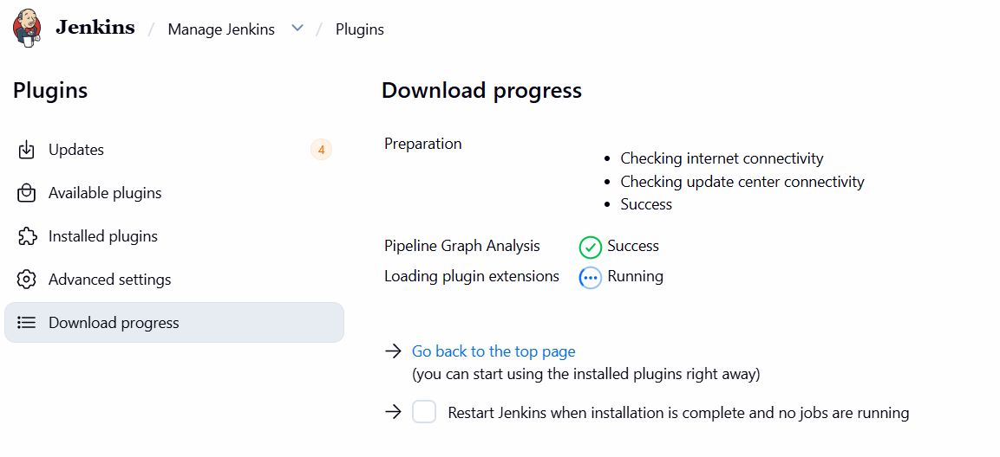 Jenkins / Manage Jenkins / Plugins
Plugins
Updates 4
Available plugins
Installed plugins
Advanced settings
Download progress
Download progress
Preparation
• Checking internet connectivity
• Checking update center connectivity
• Success
Pipeline Graph Analysis Success
Loading plugin extensions Running
Go back to the top page
(you can start using the installed plugins right away)
Restart Jenkins when installation is complete and no jobs are running